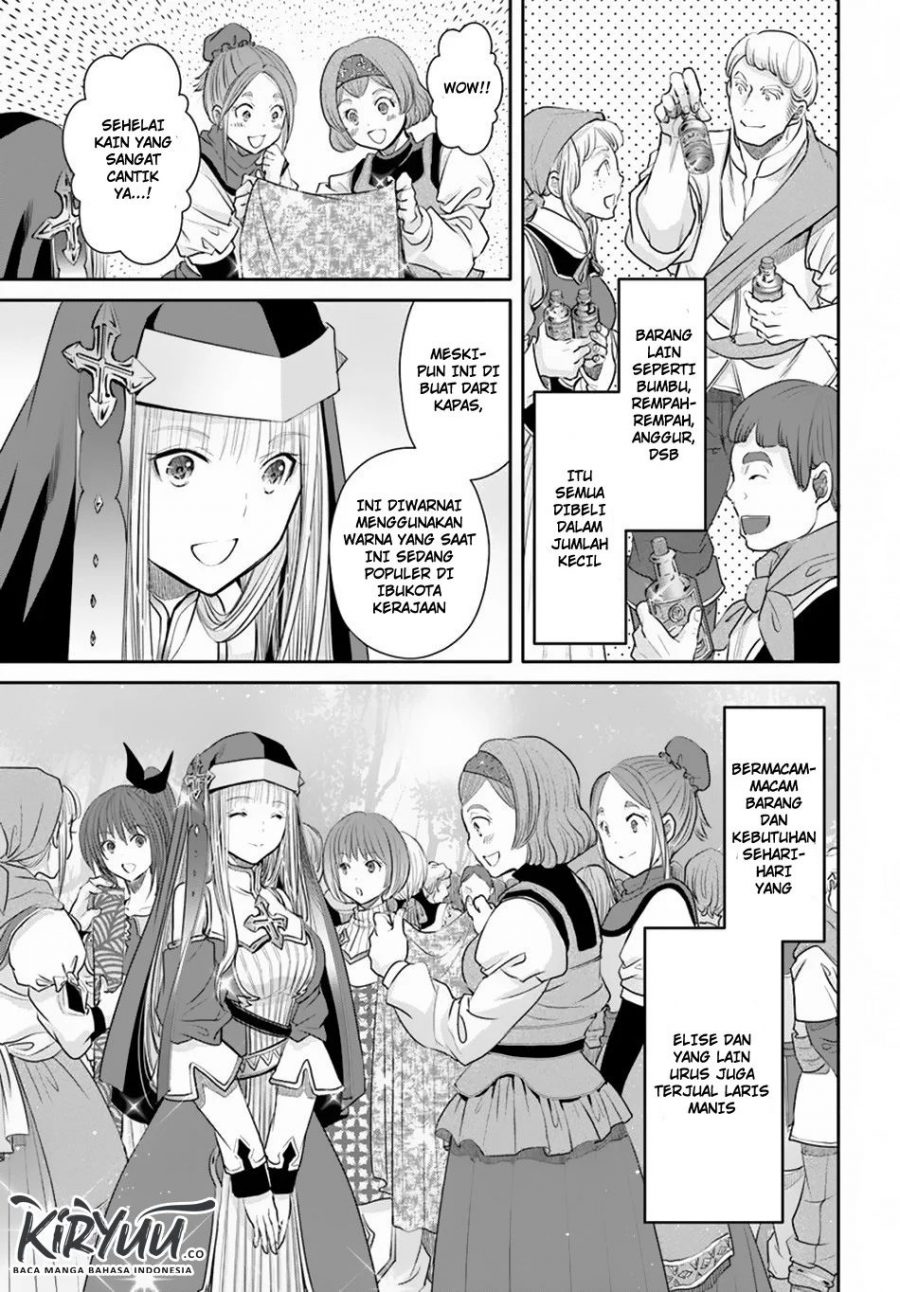 BARANG
LAIN
SEPERTI
BUMBU,
REMPAH-
REMPAH,
ANGGUR,
DSB
ITU
SEMUA
DIBELI
DALAM
JUMLAH
KECIL
WOW!!
SEHELAI
KAIN YANG
SANGAT
CANTIK
YA...!
MESKI-
PUN INI DI
BUAT DARI
KAPAS,
INI DIWARNAI
MENGGUNAKAN
WARNA YANG SAAT
INI SEDANG
POPULER DI
IBUKOTA
KERAJAAN
BERMACAM-
MACAM
BARANG
DAN
KEBUTUHAN
SEHARI-
HARI
YANG
ELISE DAN
YANG LAIN
URUS JUGA
TERJUAL LARIS
MANIS
KIRYUU.CO
BACA MANGA BAHASA INDONESIA